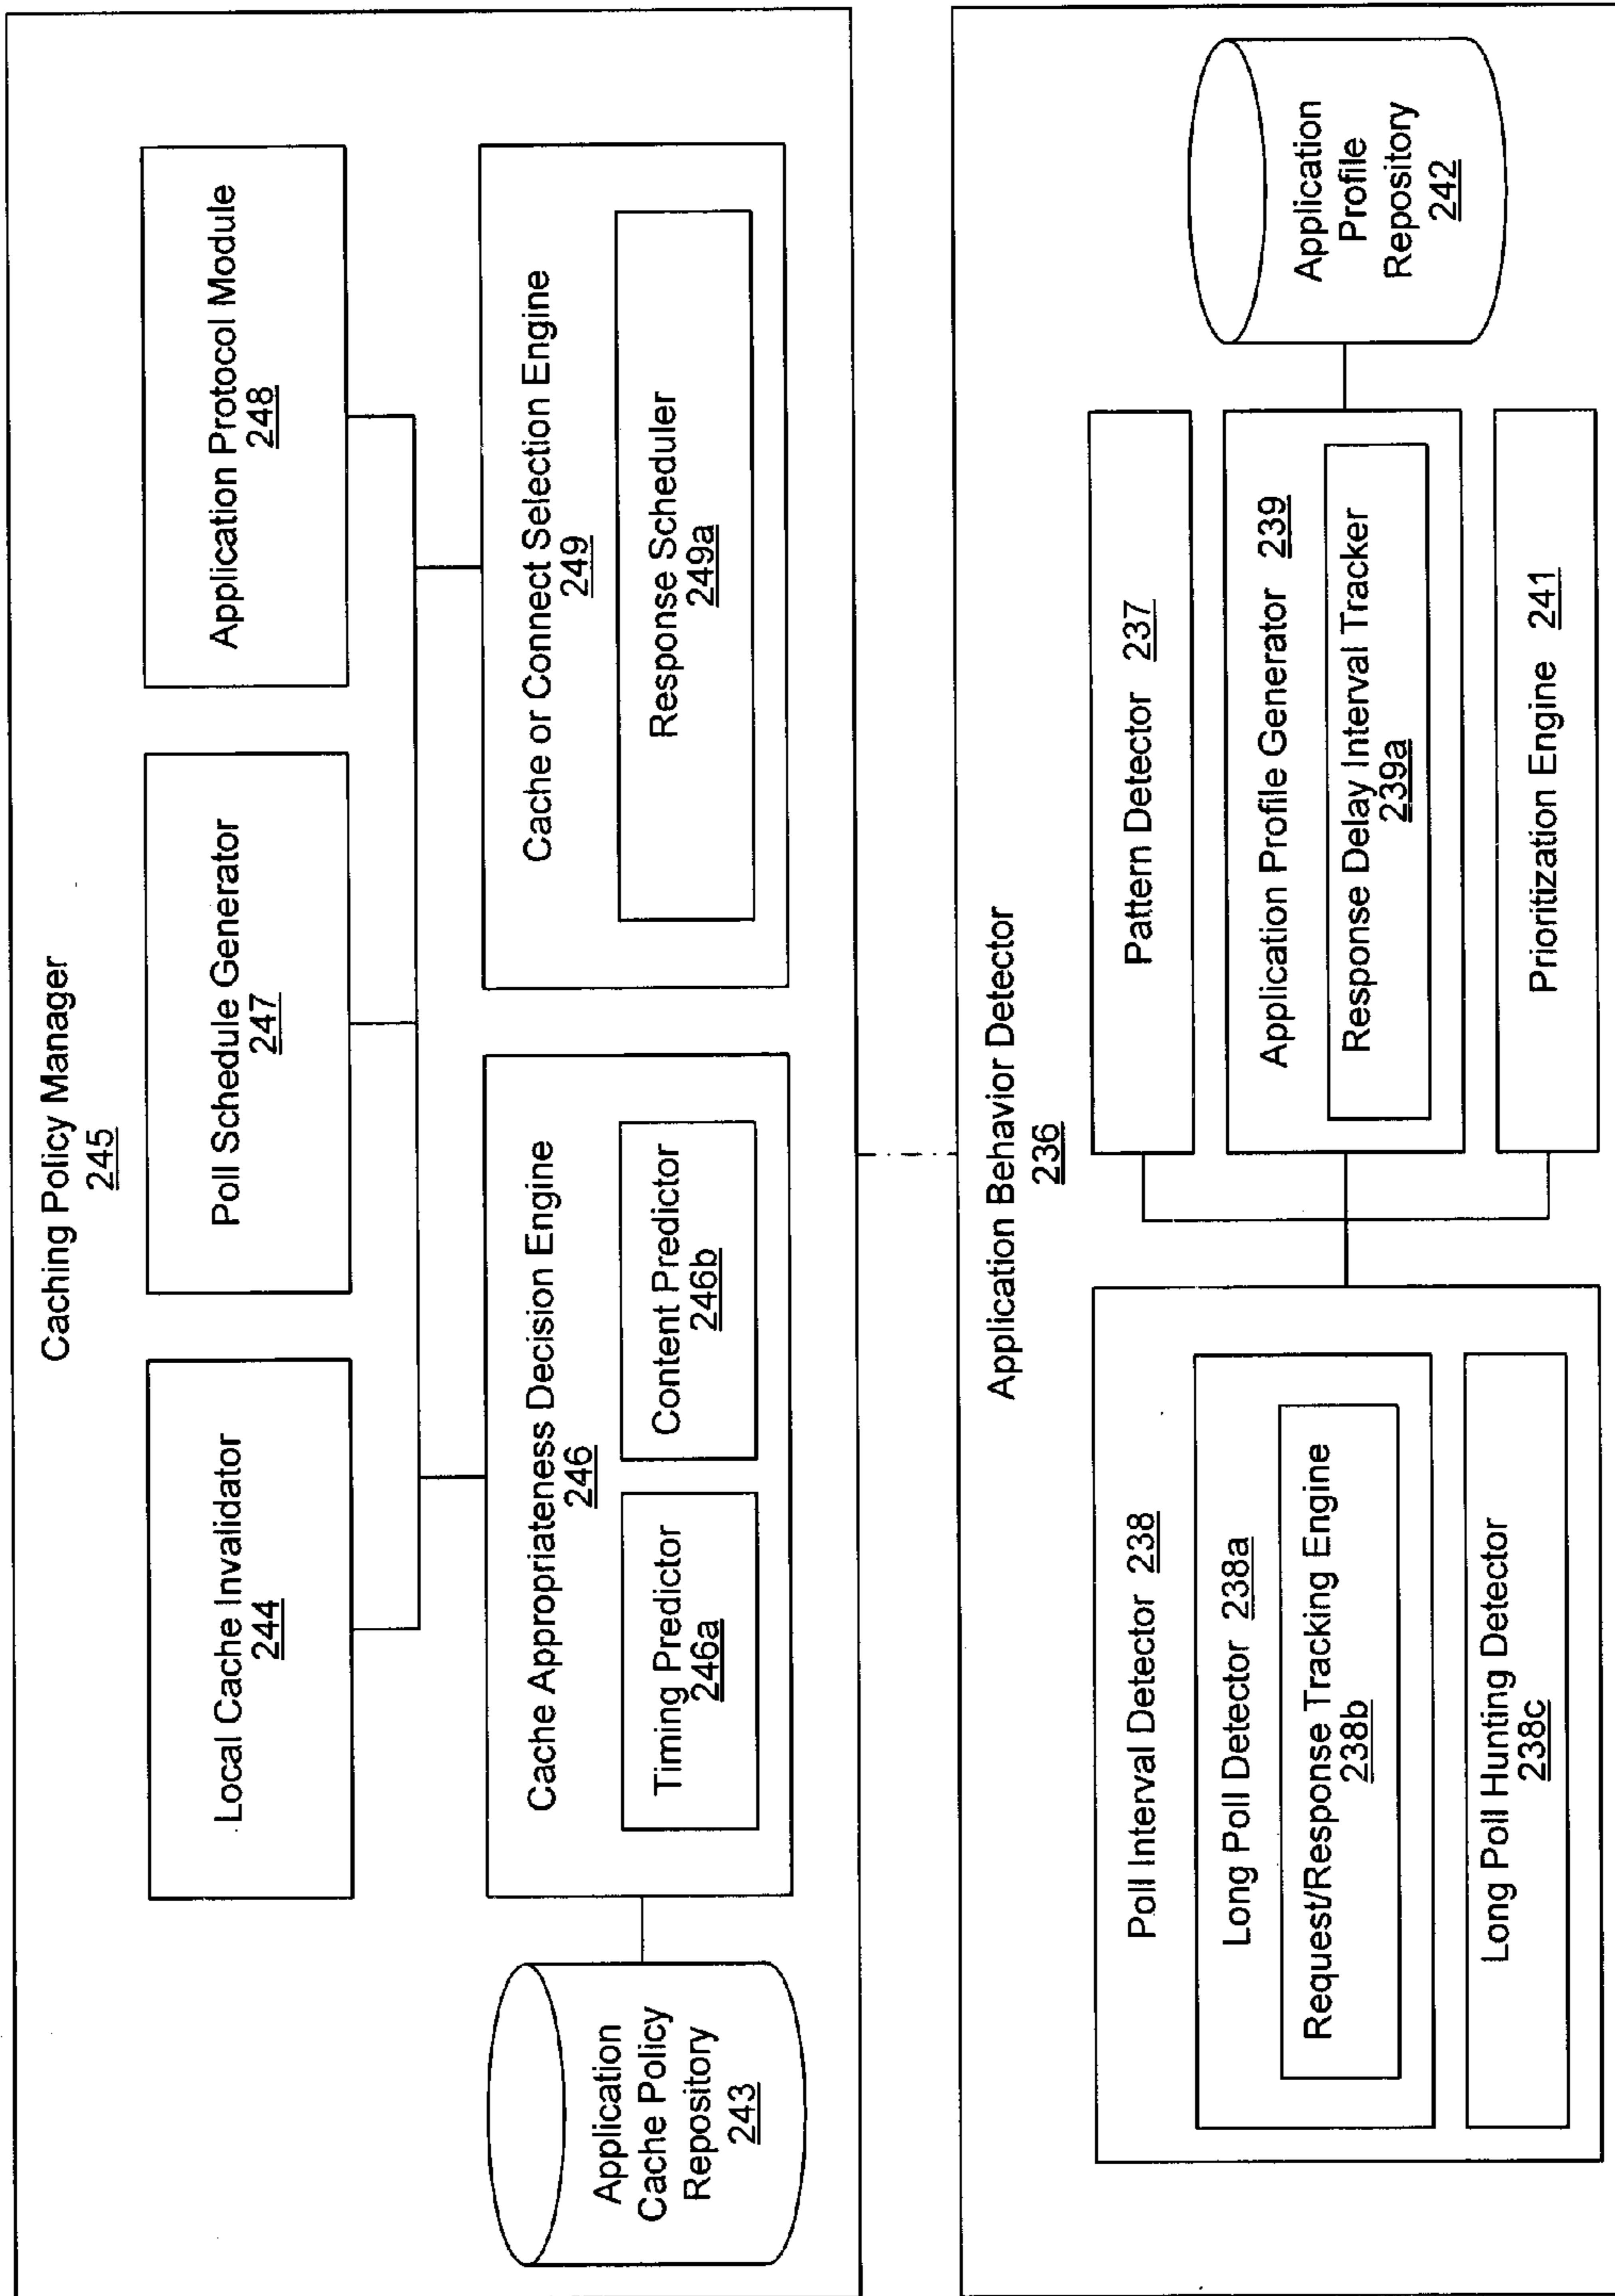 Caching Policy Manager
245
Local Cache Invalidator
244
Poll Schedule Generator
247
Application Protocol Module
248
Application
Cache Policy
Repository
243
Cache Appropriateness Decision Engine
246
Timing Predictor
246a
Content Predictor
246b
Cache or Connect Selection Engine
249
Response Scheduler
249a
Application Behavior Detector
236
Poll Interval Detector 238
Long Poll Detector 238a
Request/Response Tracking Engine
238b
Long Poll Hunting Detector
238c
Pattern Detector 237
Application Profile Generator 239
Response Delay Interval Tracker
239a
Prioritization Engine 241
Application
Profile
Repository
242